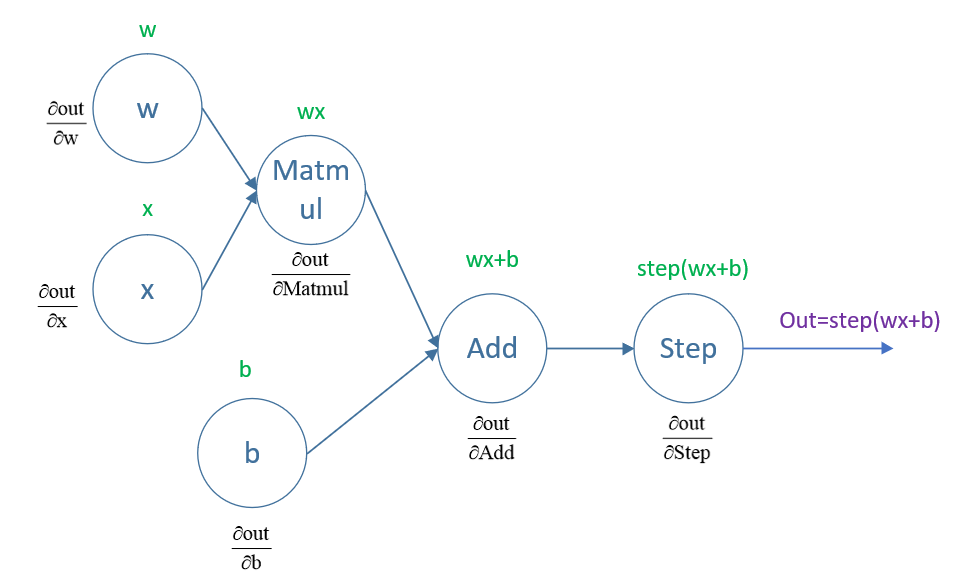 w
w
∂out
∂w
wx
Matm
ul
x
x
∂out
∂x
∂out
∂Matmul
wx+b
step(wx+b)
Out=step(wx+b)
Add
Step
b
b
∂out
∂Add
∂out
∂Step
∂out
∂b